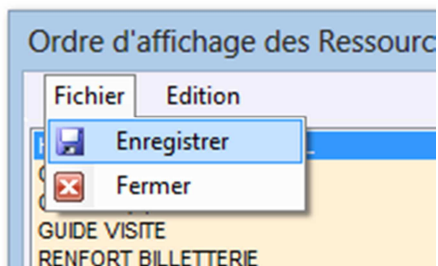 Ordre d'affichage des Ressourc
Fichier Edition
Enregistrer
Fermer
GUIDE VISITE
RENFORT BILLETTERIE